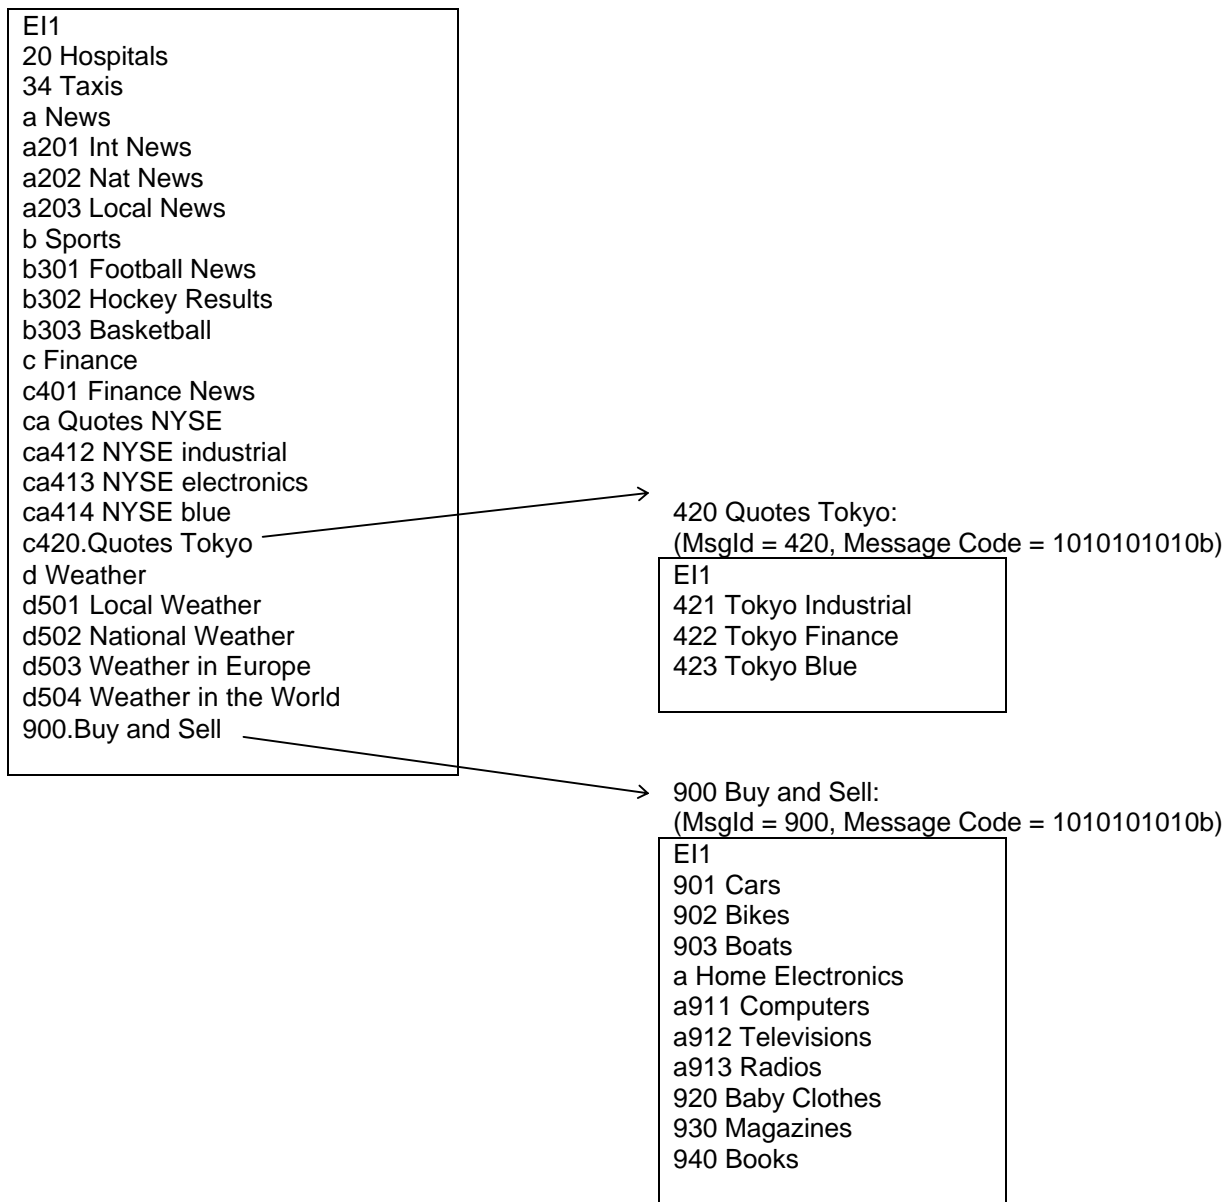 EI1
20 Hospitals
34 Taxis
a News
a201 Int News
a202 Nat News
a203 Local News
b Sports
b301 Football News
b302 Hockey Results
b303 Basketball
c Finance
c401 Finance News
ca Quotes NYSE
ca412 NYSE industrial
ca413 NYSE electronics
ca414 NYSE blue
c420.Quotes Tokyo
d Weather
d501 Local Weather
d502 National Weather
d503 Weather in Europe
d504 Weather in the World
900.Buy and Sell
420 Quotes Tokyo:
(MsgId = 420, Message Code = 1010101010b)
EI1
421 Tokyo Industrial
422 Tokyo Finance
423 Tokyo Blue
900 Buy and Sell:
(MsgId = 900, Message Code = 1010101010b)
EI1
901 Cars
902 Bikes
903 Boats
a Home Electronics
a911 Computers
a912 Televisions
a913 Radios
920 Baby Clothes
930 Magazines
940 Books